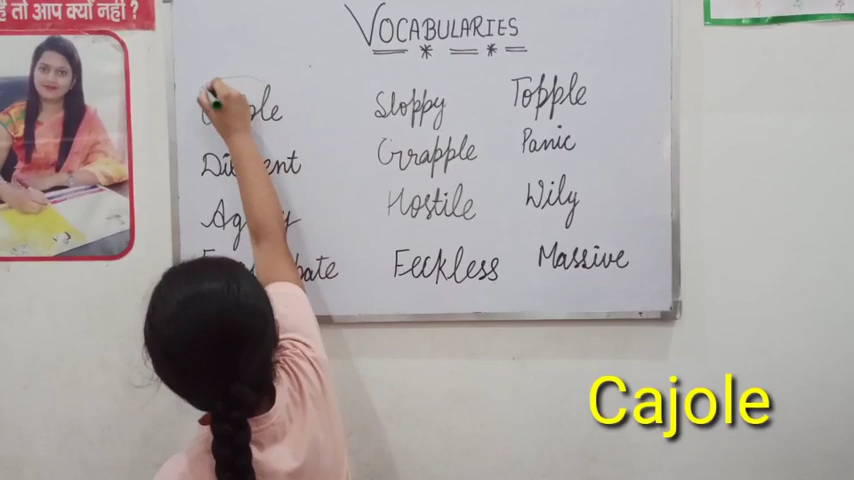 हैं तो आप क्यों नहीं ?
VOCABULARIES
Sloppy Topple
Grapple Panic
Hostile Wily
Feckless Massive
Cajole